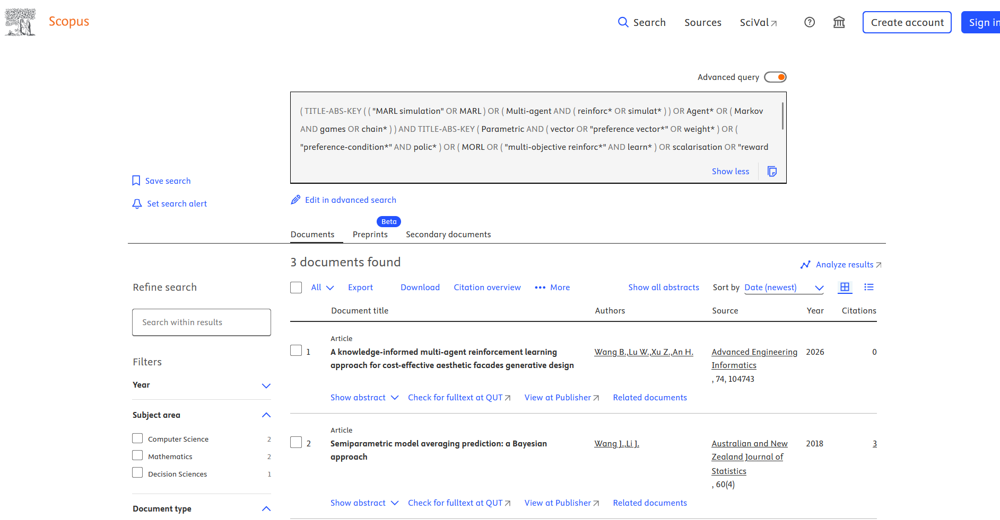 Scopus
Search
Sources
SciVal
Create account
Sign in
Advanced query
( TITLE-ABS-KEY ( ( "MARL simulation" OR MARL ) OR ( Multi-agent AND ( reinforc* OR simulat* ) ) OR Agent* OR ( Markov
AND games OR chain* ) ) AND TITLE-ABS-KEY ( Parametric AND ( vector OR "preference vector*" OR weight* ) OR (
"preference-condition*" AND polic* ) OR ( MORL OR ( "multi-objective reinforc*" AND learn* ) OR scalarisation OR "reward
Show less
Save search
Set search alert
Edit in advanced search
Beta
Documents
Preprints
Secondary documents
3 documents found
Analyze results
Refine search
All
Export
Download
Citation overview
More
Show all abstracts
Sort by
Date (newest)
Document title
Authors
Source
Year
Citations
Search within results
Filters
Year
Subject area
Computer Science 2
Mathematics 2
Decision Sciences 1
Document type
Article
1
A knowledge-informed multi-agent reinforcement learning
approach for cost-effective aesthetic facades generative design
Wang B.,Lu W.,Xu Z.,An H.
Advanced Engineering
Informatics
, 74, 104743
2026
0
Show abstract
Check for fulltext at QUT
View at Publisher
Related documents
Article
2
Semiparametric model averaging prediction: a Bayesian
approach
Wang J.,Li J.
Australian and New
Zealand Journal of
Statistics
, 60(4)
2018
3
Show abstract
Check for fulltext at QUT
View at Publisher
Related documents